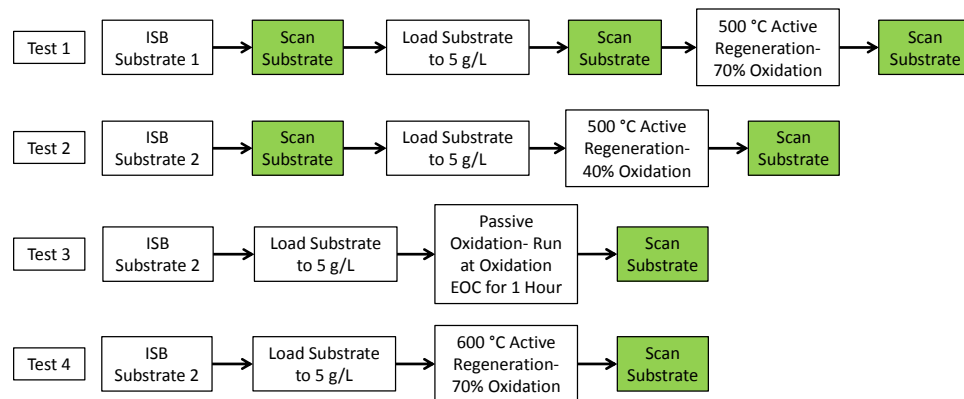 Test 1
ISB
Substrate 1
Scan
Substrate
Load Substrate
to 5 g/L
Scan
Substrate
500 °C Active
Regeneration-
70% Oxidation
Scan
Substrate
Test 2
ISB
Substrate 2
Scan
Substrate
Load Substrate
to 5 g/L
500 °C Active
Regeneration-
40% Oxidation
Scan
Substrate
Test 3
ISB
Substrate 2
Load Substrate
to 5 g/L
Passive
Oxidation- Run
at Oxidation
EOC for 1 Hour
Scan
Substrate
Test 4
ISB
Substrate 2
Load Substrate
to 5 g/L
600 °C Active
Regeneration-
70% Oxidation
Scan
Substrate